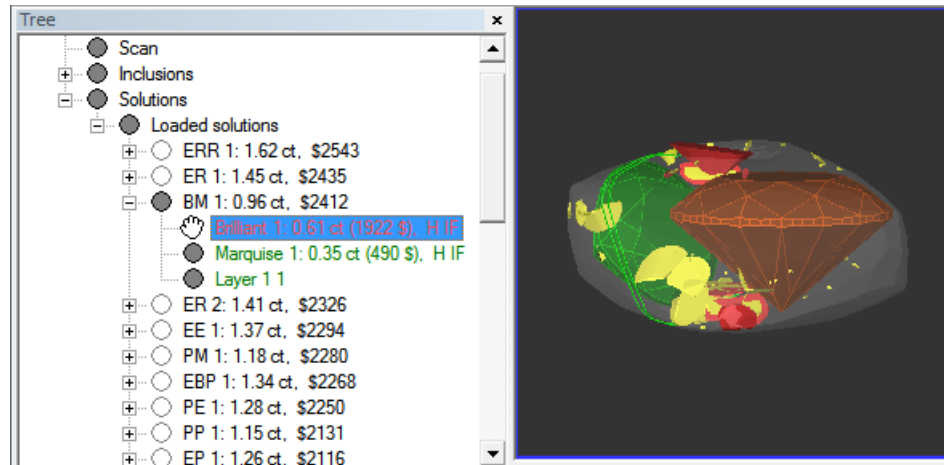 Tree
Scan
Inclusions
Solutions
Loaded solutions
ERR 1: 1.62 ct, $2543
ER 1: 1.45 ct, $2435
BM 1: 0.96 ct, $2412
Brilliant 1: 0.61 ct (1922 $), H IF
Marquise 1: 0.35 ct (490 $), H IF
Layer 1 1
ER 2: 1.41 ct, $2326
EE 1: 1.37 ct, $2294
PM 1: 1.18 ct, $2280
EBP 1: 1.34 ct, $2268
PE 1: 1.28 ct, $2250
PP 1: 1.15 ct, $2131
EP 1: 1.26 ct, $2116